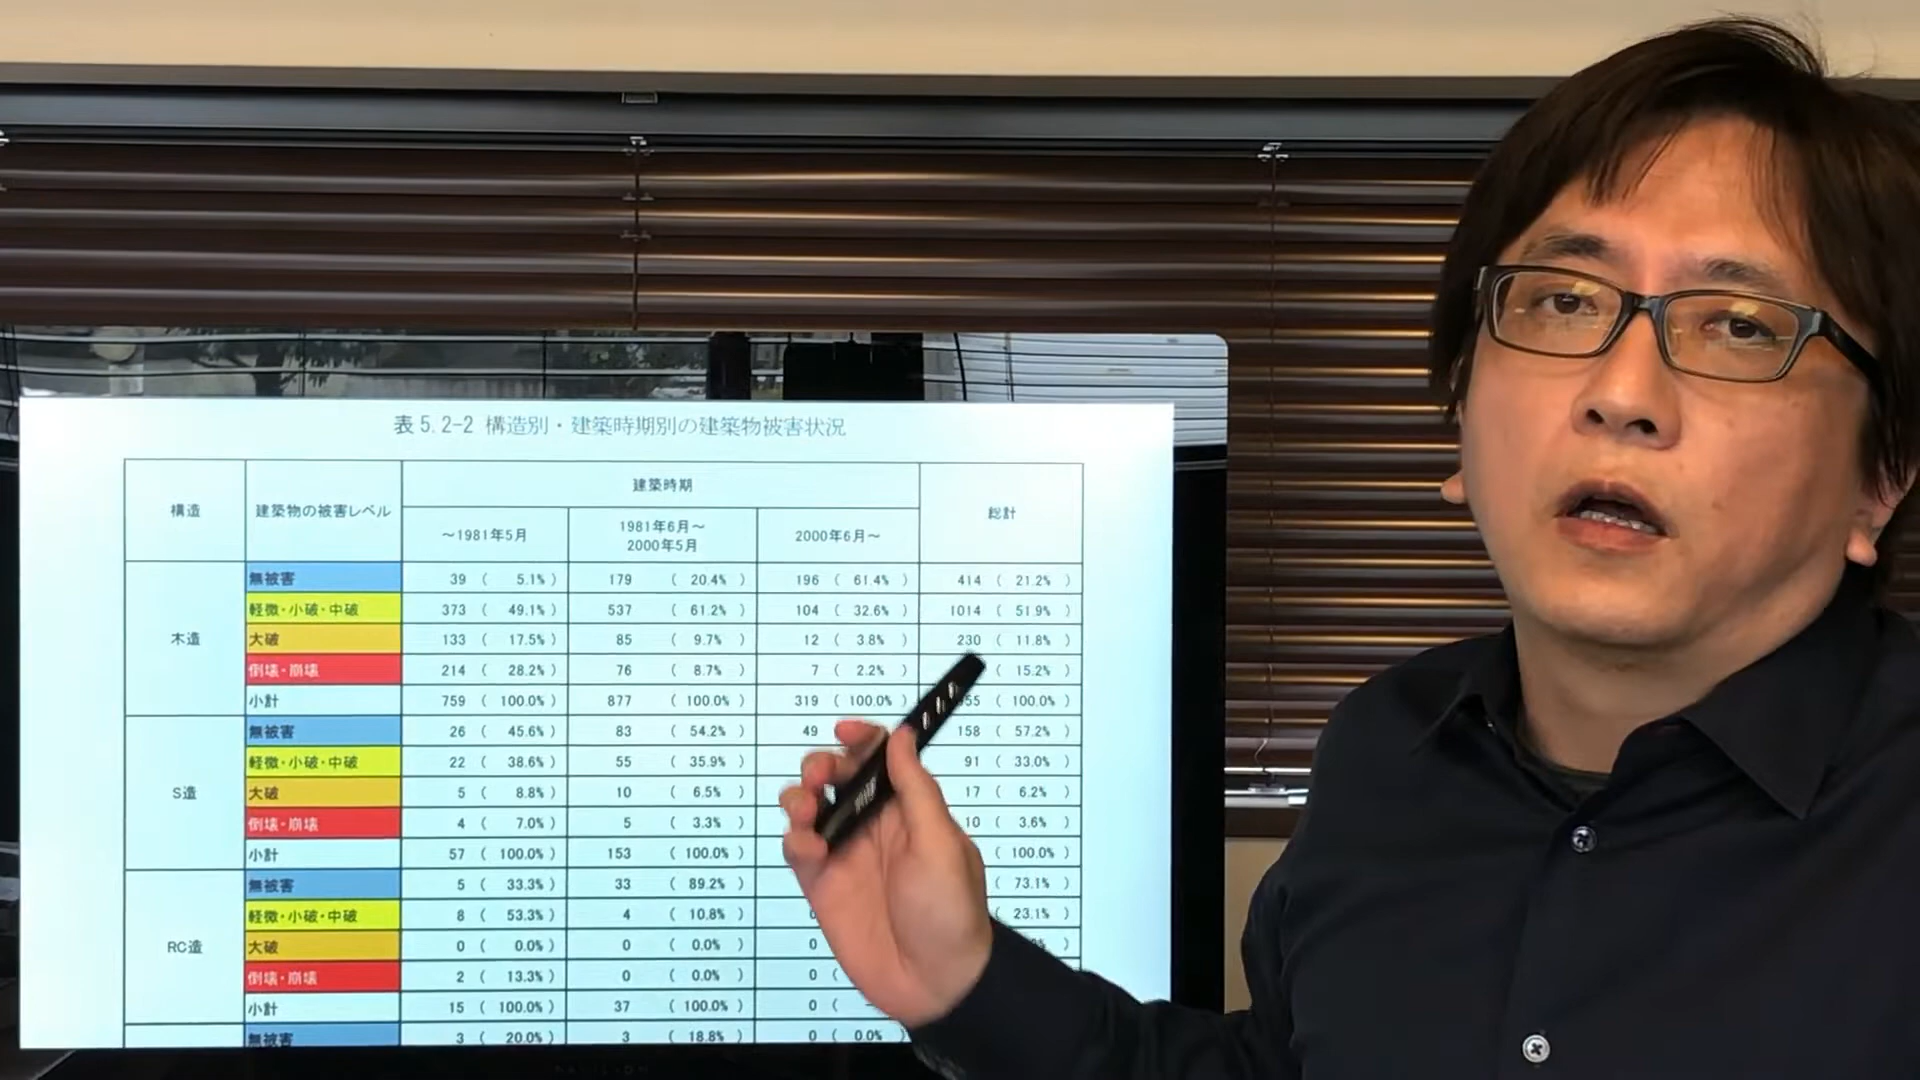 表 5.2-2 構造別・建築時期別の建築物被害状況
構造 建築物の被害レベル 建築時期 総計
～1981年5月 1981年6月～2000年5月 2000年6月～
木造
無被害 39 ( 5.1% ) 179 ( 20.4% ) 196 ( 61.4% ) 414 ( 21.2% )
軽微・小破・中破 373 ( 49.1% ) 537 ( 61.2% ) 104 ( 32.6% ) 1014 ( 51.9% )
大破 133 ( 17.5% ) 85 ( 9.7% ) 12 ( 3.8% ) 230 ( 11.8% )
倒壊・崩壊 214 ( 28.2% ) 76 ( 8.7% ) 7 ( 2.2% ) ( 15.2% )
小計 759 ( 100.0% ) 877 ( 100.0% ) 319 ( 100.0% ) 55 ( 100.0% )
S造
無被害 26 ( 45.6% ) 83 ( 54.2% ) 49 158 ( 57.2% )
軽微・小破・中破 22 ( 38.6% ) 55 ( 35.9% ) 91 ( 33.0% )
大破 5 ( 8.8% ) 10 ( 6.5% ) 17 ( 6.2% )
倒壊・崩壊 4 ( 7.0% ) 5 ( 3.3% ) 10 ( 3.6% )
小計 57 ( 100.0% ) 153 ( 100.0% ) ( 100.0% )
RC造
無被害 5 ( 33.3% ) 33 ( 89.2% ) ( 73.1% )
軽微・小破・中破 8 ( 53.3% ) 4 ( 10.8% ) ( 23.1% )
大破 0 ( 0.0% ) 0 ( 0.0% ) 0
倒壊・崩壊 2 ( 13.3% ) 0 ( 0.0% ) 0 (
小計 15 ( 100.0% ) 37 ( 100.0% ) 0 (
無被害 3 ( 20.0% ) 3 ( 18.8% ) 0 ( 0.0% )